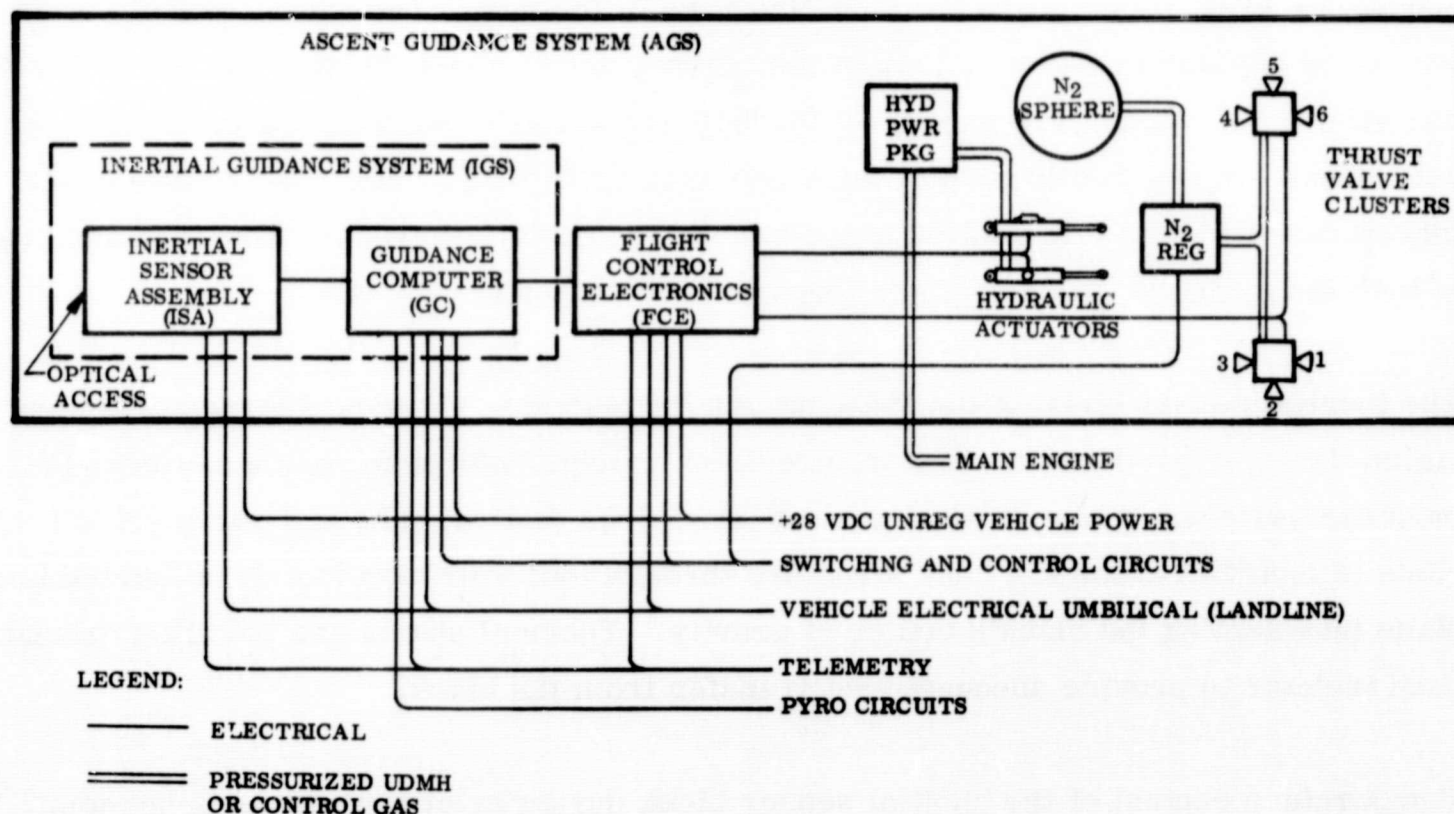 ASCENT GUIDANCE SYSTEM (AGS)
INERTIAL GUIDANCE SYSTEM (IGS)
INERTIAL
SENSOR
ASSEMBLY
(ISA)
GUIDANCE
COMPUTER
(GC)
FLIGHT
CONTROL
ELECTRONICS
(FCE)
OPTICAL
ACCESS
HYD
PWR
PKG
N2
SPHERE
HYDRAULIC
ACTUATORS
N2
REG
5
4
6
THRUST
VALVE
CLUSTERS
3
1
2
MAIN ENGINE
+28 VDC UNREG VEHICLE POWER
SWITCHING AND CONTROL CIRCUITS
VEHICLE ELECTRICAL UMBILICAL (LANDLINE)
TELEMETRY
PYRO CIRCUITS
LEGEND:
ELECTRICAL
PRESSURIZED UDMH
OR CONTROL GAS